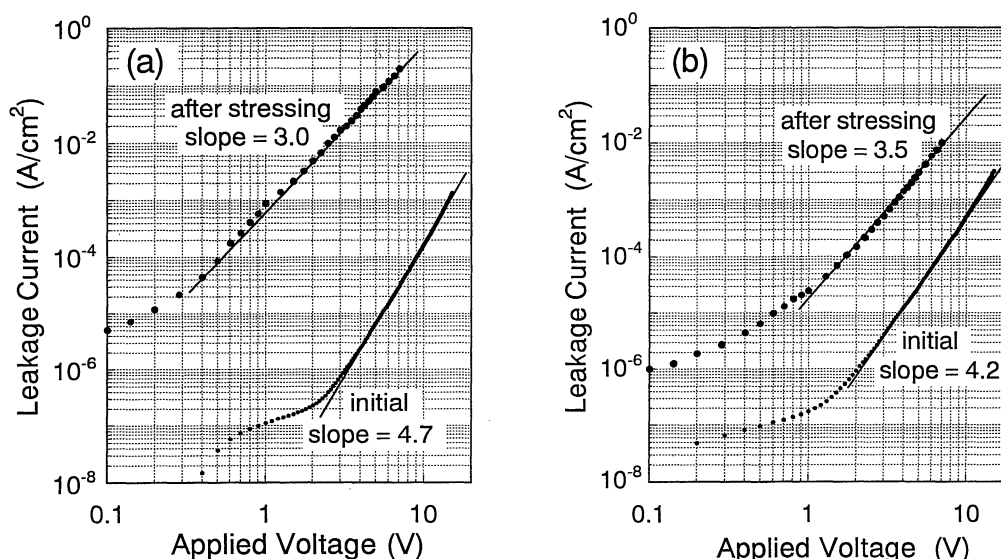 (a)
10^0
10^-2
10^-4
10^-6
10^-8
Leakage Current (A/cm^2)
after stressing
slope = 3.0
initial
slope = 4.7
0.1
1
10
Applied Voltage (V)
(b)
10^0
10^-2
10^-4
10^-6
10^-8
Leakage Current (A/cm^2)
after stressing
slope = 3.5
initial
slope = 4.2
0.1
1
10
Applied Voltage (V)